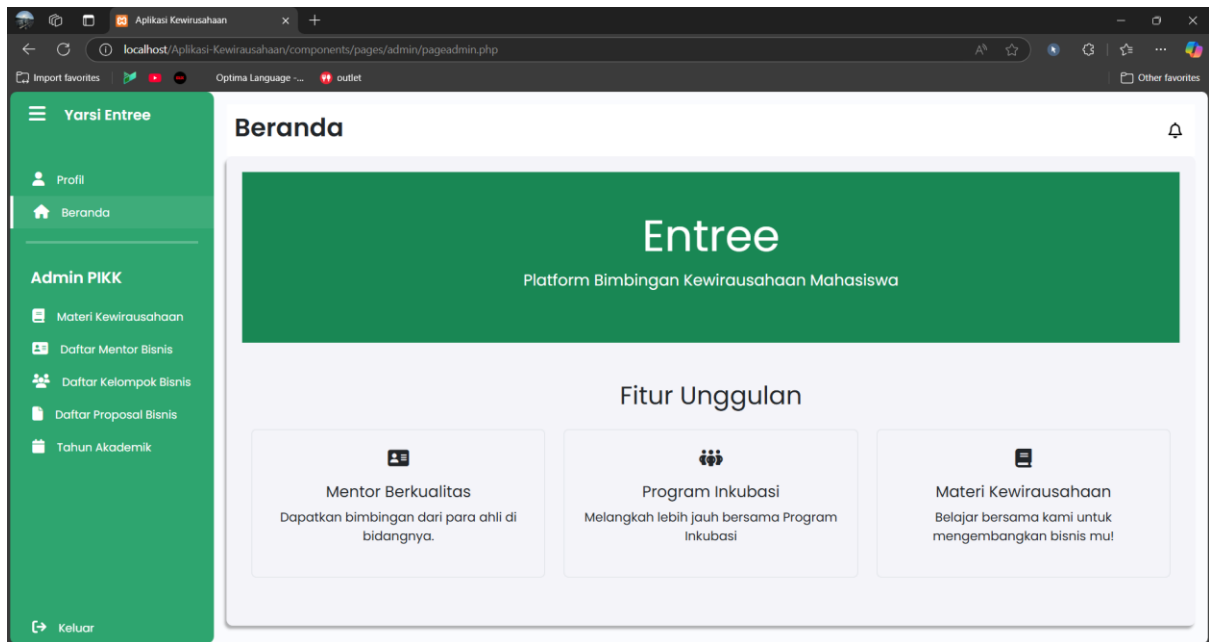 Aplikasi Kewirusahaan
localhost/Aplikasi-Kewirausahaan/components/pages/admin/pageadmin.php
Import favorites
Optima Language -...
outlet
Other favorites
Yarsi Entree
Profil
Beranda
Admin PIKK
Materi Kewirausahaan
Daftar Mentor Bisnis
Daftar Kelompok Bisnis
Daftar Proposal Bisnis
Tahun Akademik
Keluar
Beranda
Entree
Platform Bimbingan Kewirausahaan Mahasiswa
Fitur Unggulan
Mentor Berkualitas
Dapatkan bimbingan dari para ahli di
bidangnya.
Program Inkubasi
Melangkah lebih jauh bersama Program
Inkubasi
Materi Kewirausahaan
Belajar bersama kami untuk
mengembangkan bisnis mu!